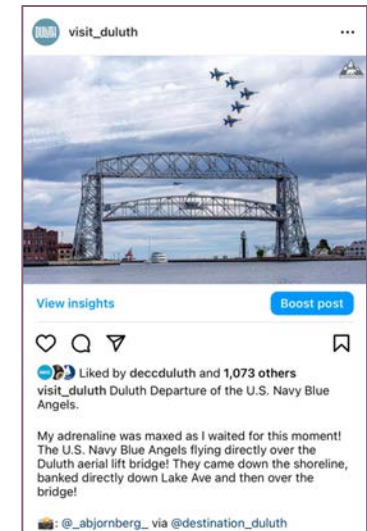 DULUTH
visit_duluth
View insights
Boost post
Liked by deccduluth and 1,073 others
visit_duluth Duluth Departure of the U.S. Navy Blue
Angels.
My adrenaline was maxed as I waited for this moment!
The U.S. Navy Blue Angels flying directly over the
Duluth aerial lift bridge! They came down the shoreline,
banked directly down Lake Ave and then over the
bridge!
📸: @_abjornberg_ via @destination_duluth